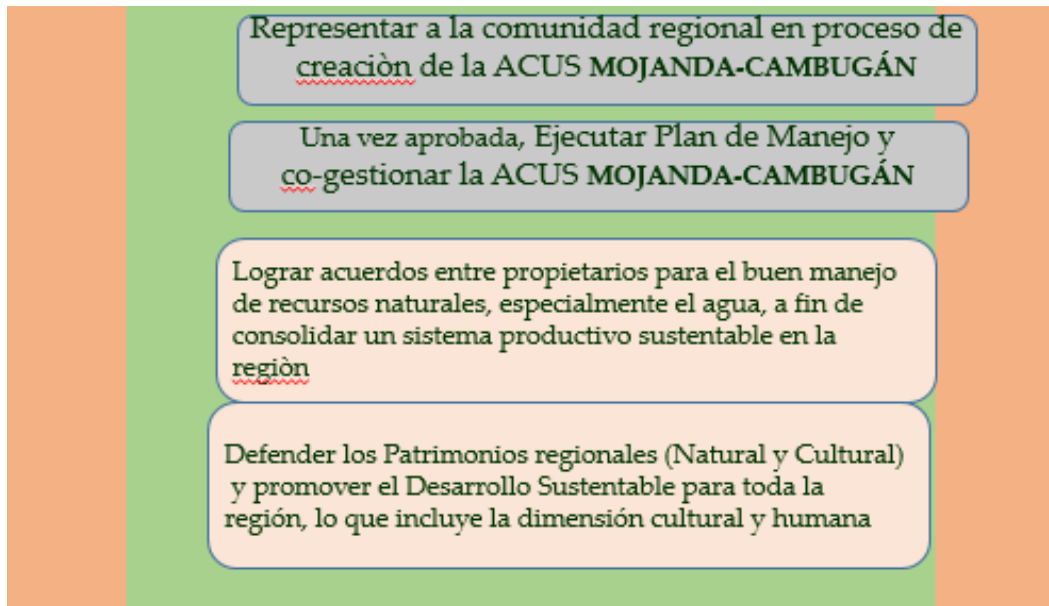 Representar a la comunidad regional en proceso de
creaciòn de la ACUS MOJANDA-CAMBUGÁN
Una vez aprobada, Ejecutar Plan de Manejo y
co-gestionar la ACUS MOJANDA-CAMBUGÁN
Lograr acuerdos entre propietarios para el buen manejo
de recursos naturales, especialmente el agua, a fin de
consolidar un sistema productivo sustentable en la
regiòn
Defender los Patrimonios regionales (Natural y Cultural)
y promover el Desarrollo Sustentable para toda la
región, lo que incluye la dimensión cultural y humana